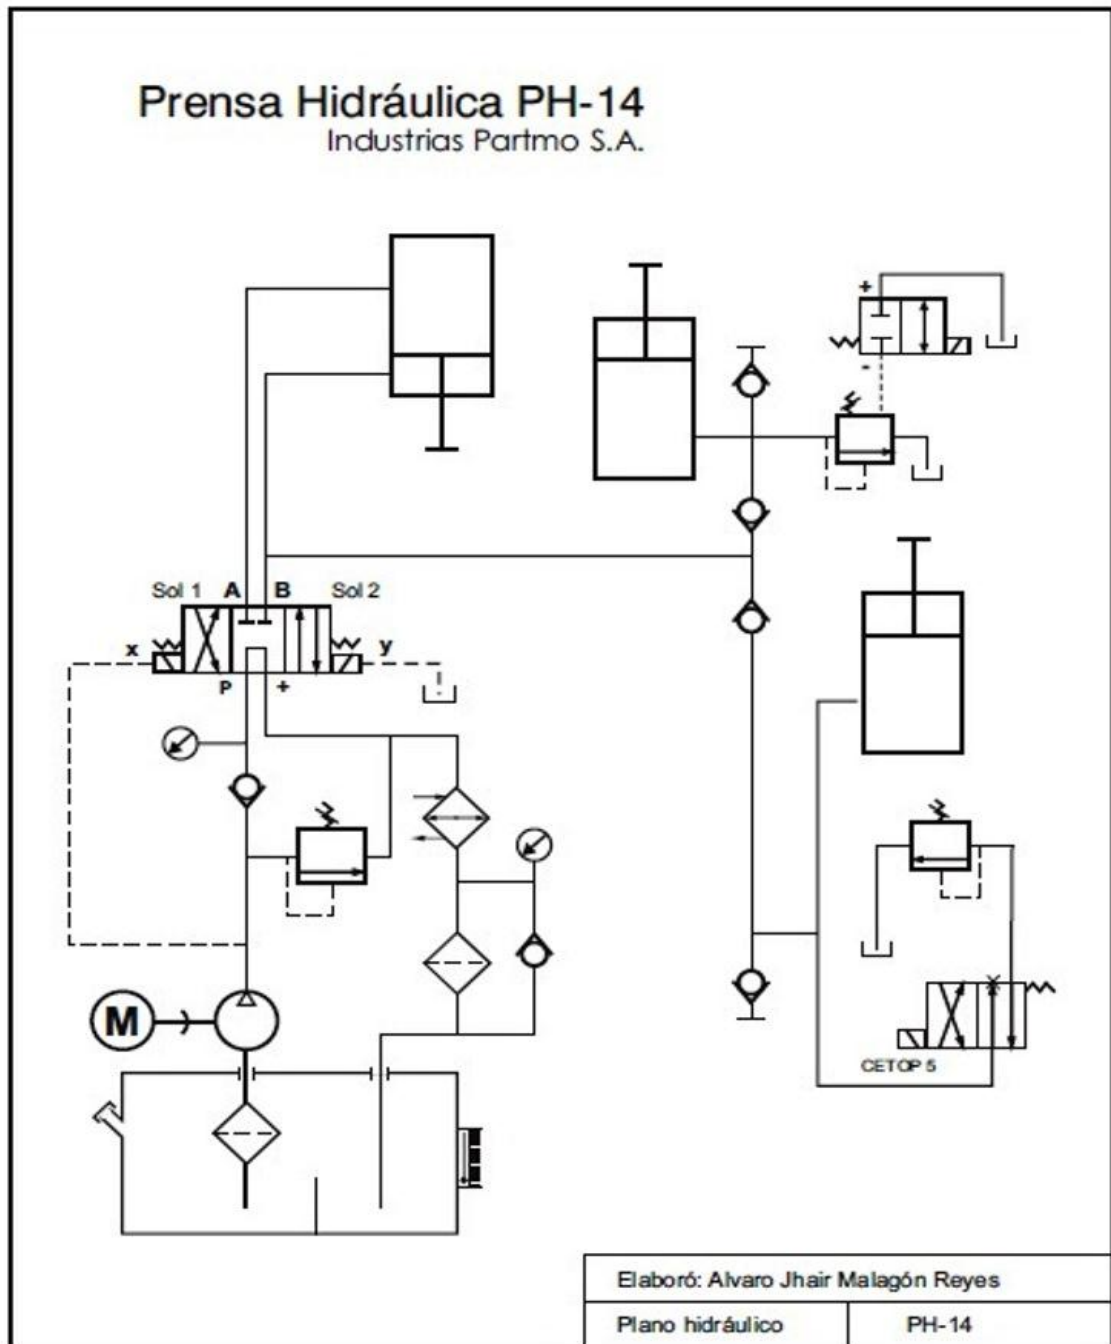 Prensa Hidráulica PH-14
Industrias Partmo S.A.
+
-
Sol 1 A B Sol 2
x y
P +
M
CETOP 5
Elaboró: Alvaro Jhair Malagón Reyes
Plano hidráulico PH-14